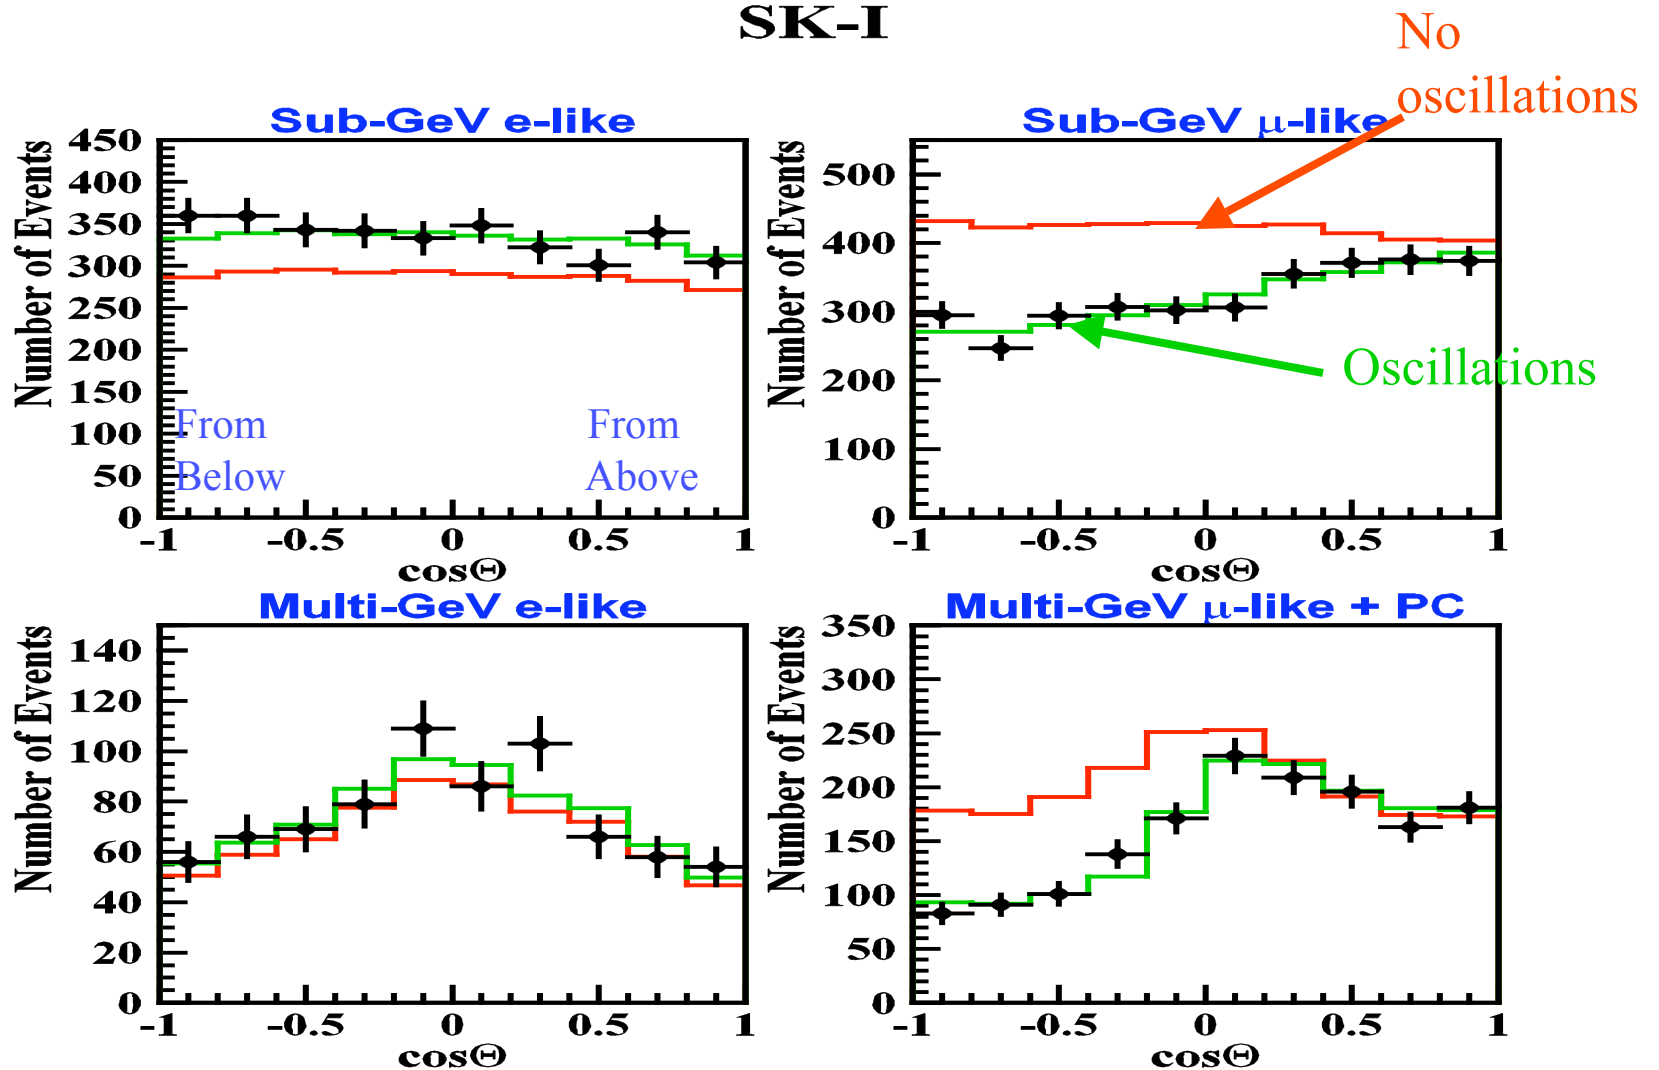 SK-I
No
oscillations
Sub-GeV e-like
Number of Events
450
400
350
300
250
200
150
100
50
0
From
Below
From
Above
-1
-0.5
0
0.5
1
cosΘ
Sub-GeV μ-like
Number of Events
500
400
300
200
100
0
Oscillations
-1
-0.5
0
0.5
1
cosΘ
Multi-GeV e-like
Number of Events
140
120
100
80
60
40
20
0
-1
-0.5
0
0.5
1
cosΘ
Multi-GeV μ-like + PC
Number of Events
350
300
250
200
150
100
50
0
-1
-0.5
0
0.5
1
cosΘ